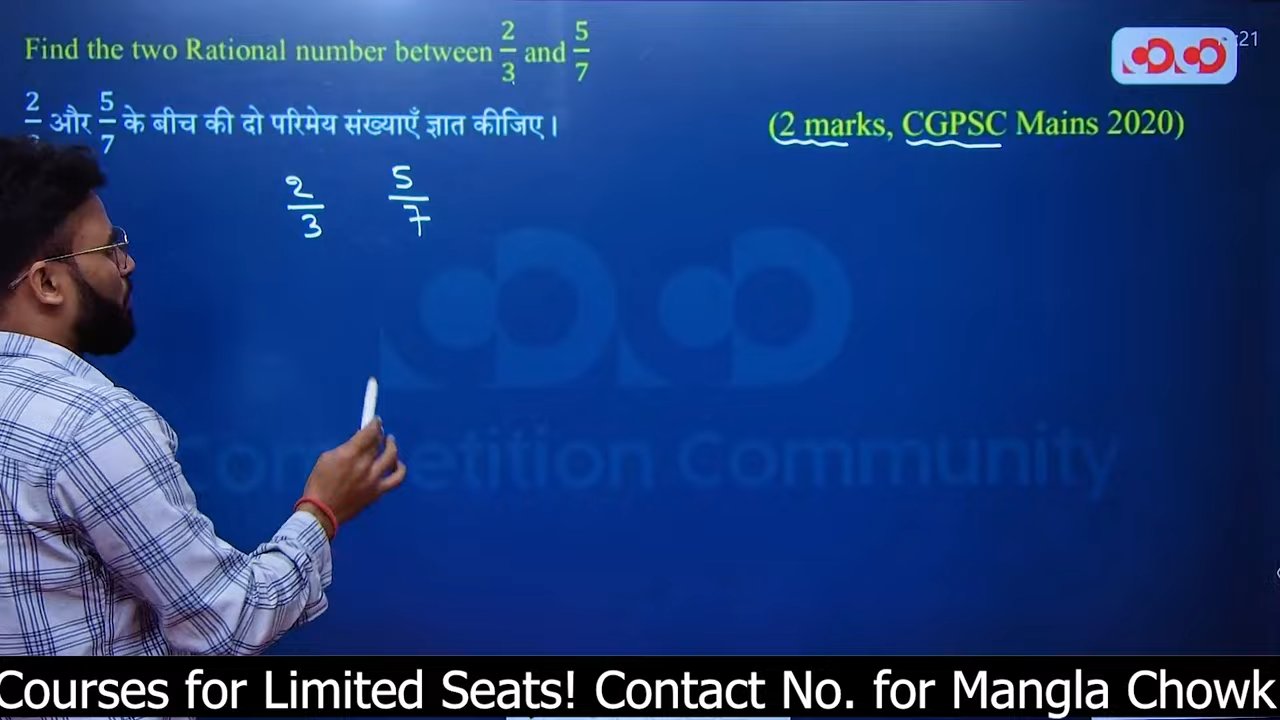 Find the two Rational number between 2/3 and 5/7
:21
2/3 और 5/7 के बीच की दो परिमेय संख्याएँ ज्ञात कीजिए।
(2 marks, CGPSC Mains 2020)
2/3 5/7
Competition Community
Courses for Limited Seats! Contact No. for Mangla Chowk